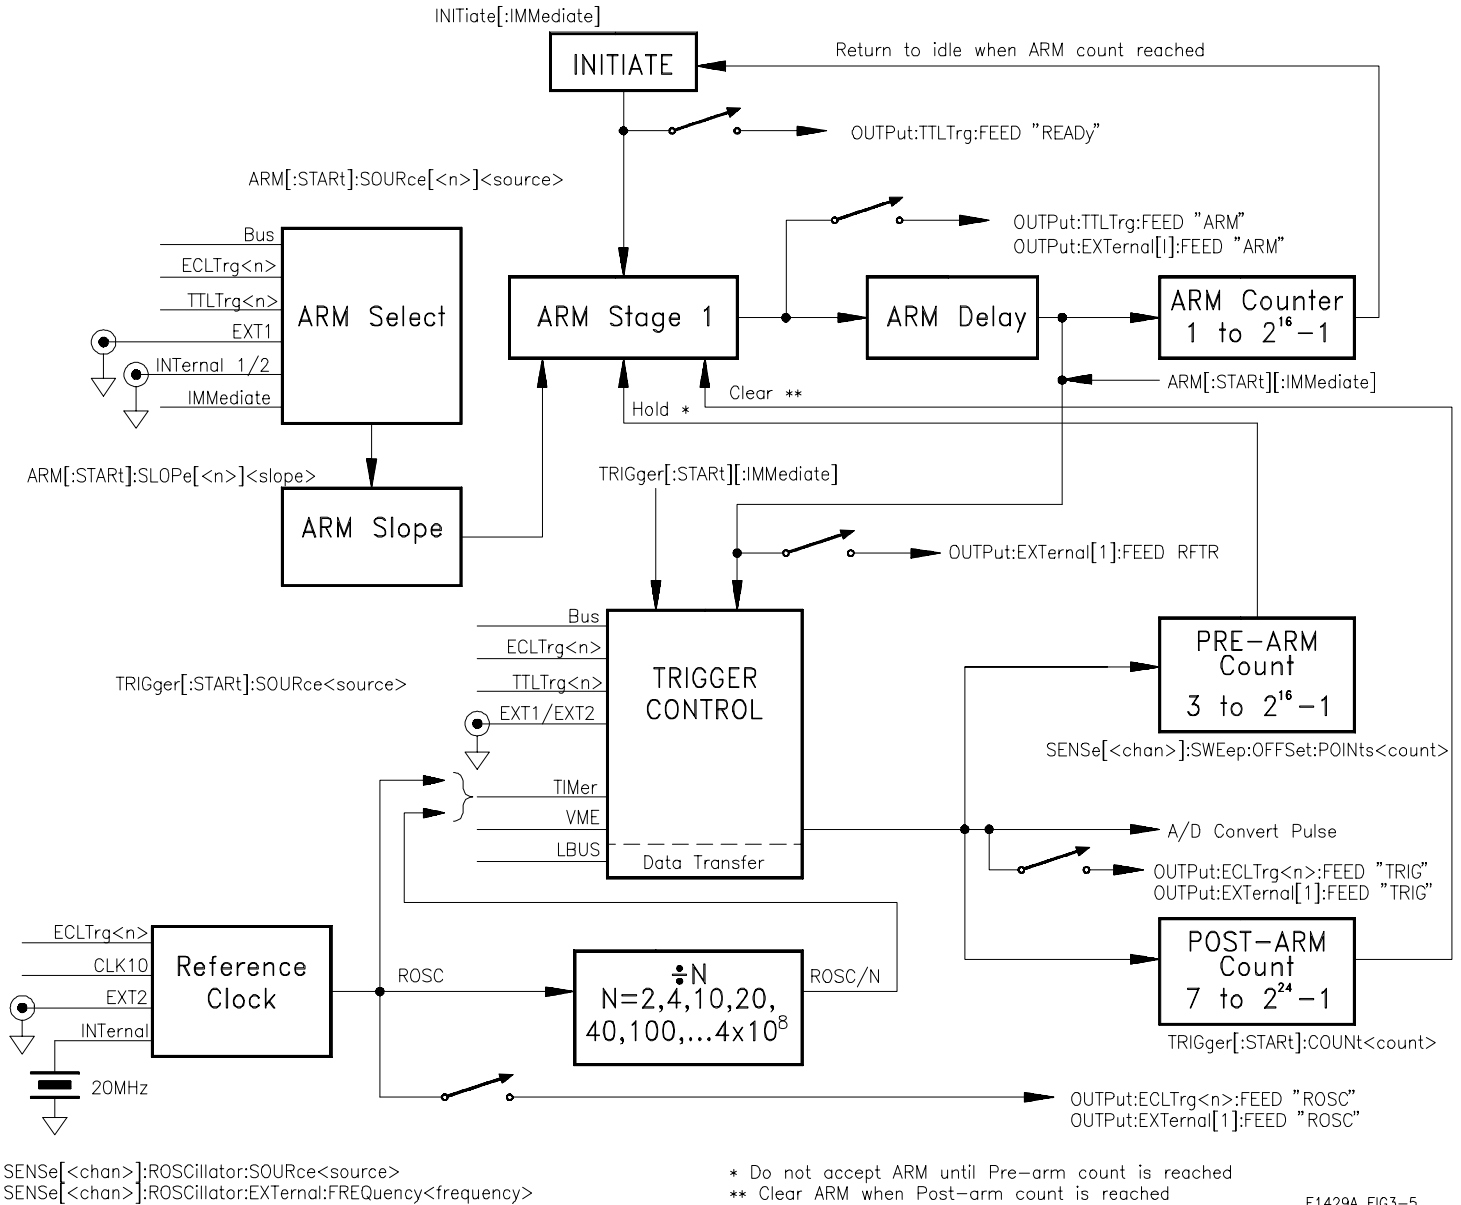 INITiate[:IMMediate]
INITIATE
Return to idle when ARM count reached
OUTPut:TTLTrg:FEED "READy"
ARM[:STARt]:SOURce[<n>]<source>
Bus
ECLTrg<n>
TTLTrg<n>
EXT1
INTernal 1/2
IMMediate
ARM Select
OUTPut:TTLTrg:FEED "ARM"
OUTPut:EXTernal[l]:FEED "ARM"
ARM Stage 1
ARM Delay
ARM Counter
1 to 2^16-1
ARM[:STARt][:IMMediate]
Clear **
Hold *
ARM[:STARt]:SLOPe[<n>]<slope>
ARM Slope
TRIGger[:STARt][:IMMediate]
OUTPut:EXTernal[1]:FEED RFTR
Bus
ECLTrg<n>
TTLTrg<n>
EXT1/EXT2
TIMer
VME
LBUS
TRIGGER
CONTROL
Data Transfer
TRIGger[:STARt]:SOURce<source>
PRE-ARM
Count
3 to 2^16-1
SENSe[<chan>]:SWEep:OFFSet:POINts<count>
A/D Convert Pulse
OUTPut:ECLTrg<n>:FEED "TRIG"
OUTPut:EXTernal[1]:FEED "TRIG"
POST-ARM
Count
7 to 2^24-1
TRIGger[:STARt]:COUNt<count>
ECLTrg<n>
CLK10
EXT2
INTernal
20MHz
Reference
Clock
ROSC
÷N
N=2,4,10,20,
40,100,...4x10^8
ROSC/N
OUTPut:ECLTrg<n>:FEED "ROSC"
OUTPut:EXTernal[1]:FEED "ROSC"
SENSe[<chan>]:ROSCillator:SOURce<source>
SENSe[<chan>]:ROSCillator:EXTernal:FREQuency<frequency>
* Do not accept ARM until Pre-arm count is reached
** Clear ARM when Post-arm count is reached
E1429A FIG3-5